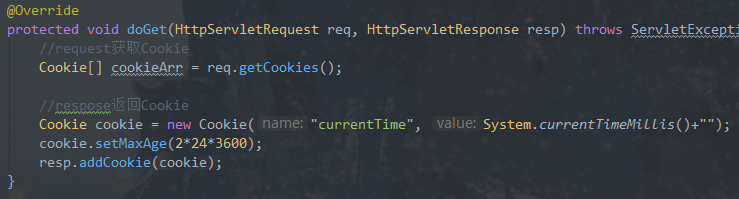 @Override
protected void doGet(HttpServletRequest req, HttpServletResponse resp) throws ServletExcepti
//request获取Cookie
Cookie[] cookieArr = req.getCookies();
//respose返回Cookie
Cookie cookie = new Cookie( name: "currentTime", value: System.currentTimeMillis()+"");
cookie.setMaxAge(2*24*3600);
resp.addCookie(cookie);
}